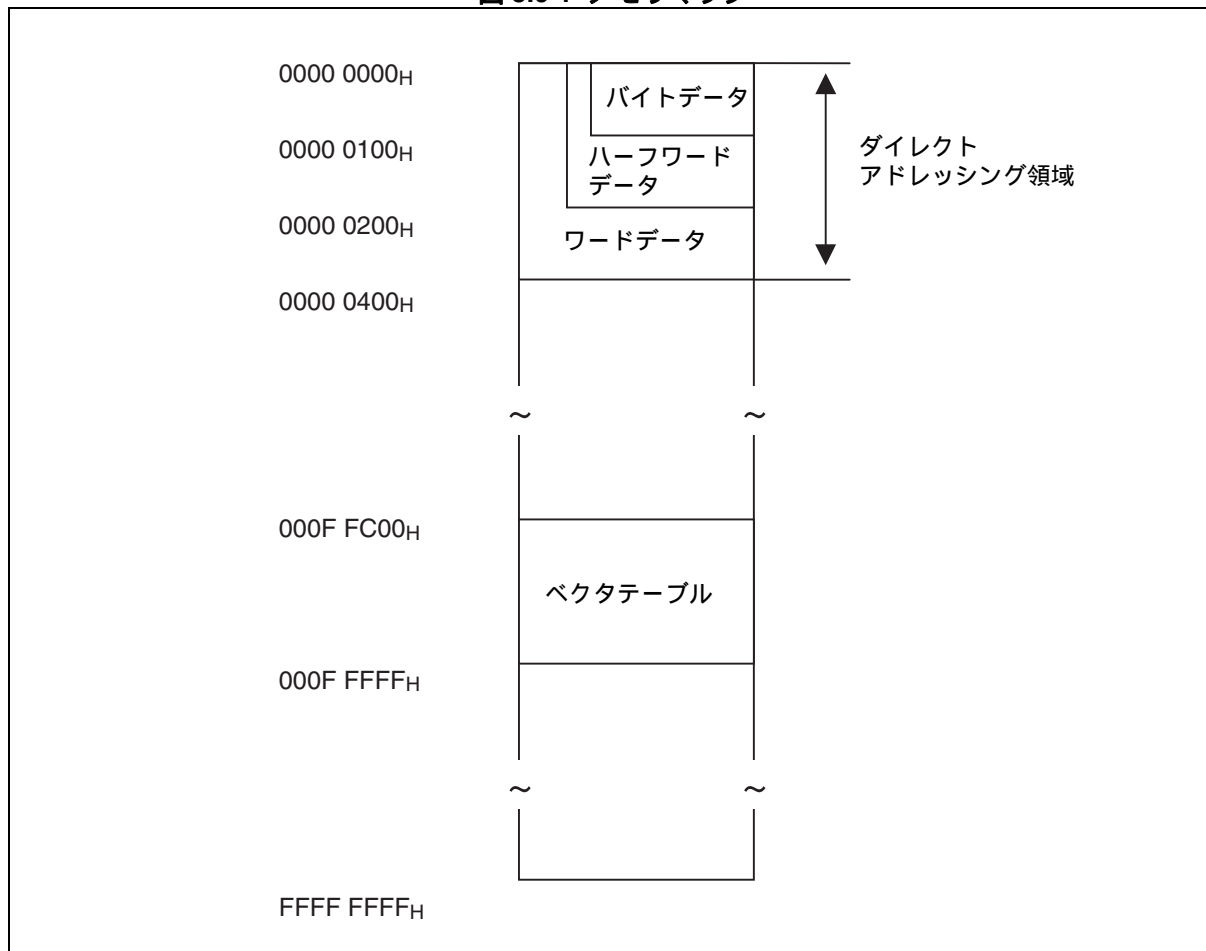 0000 0000H
バイトデータ
0000 0100H
ハーフワード
データ
ダイレクト
アドレッシング領域
0000 0200H
ワードデータ
0000 0400H
~ ~
000F FC00H
ベクタテーブル
000F FFFFH
~ ~
FFFF FFFFH